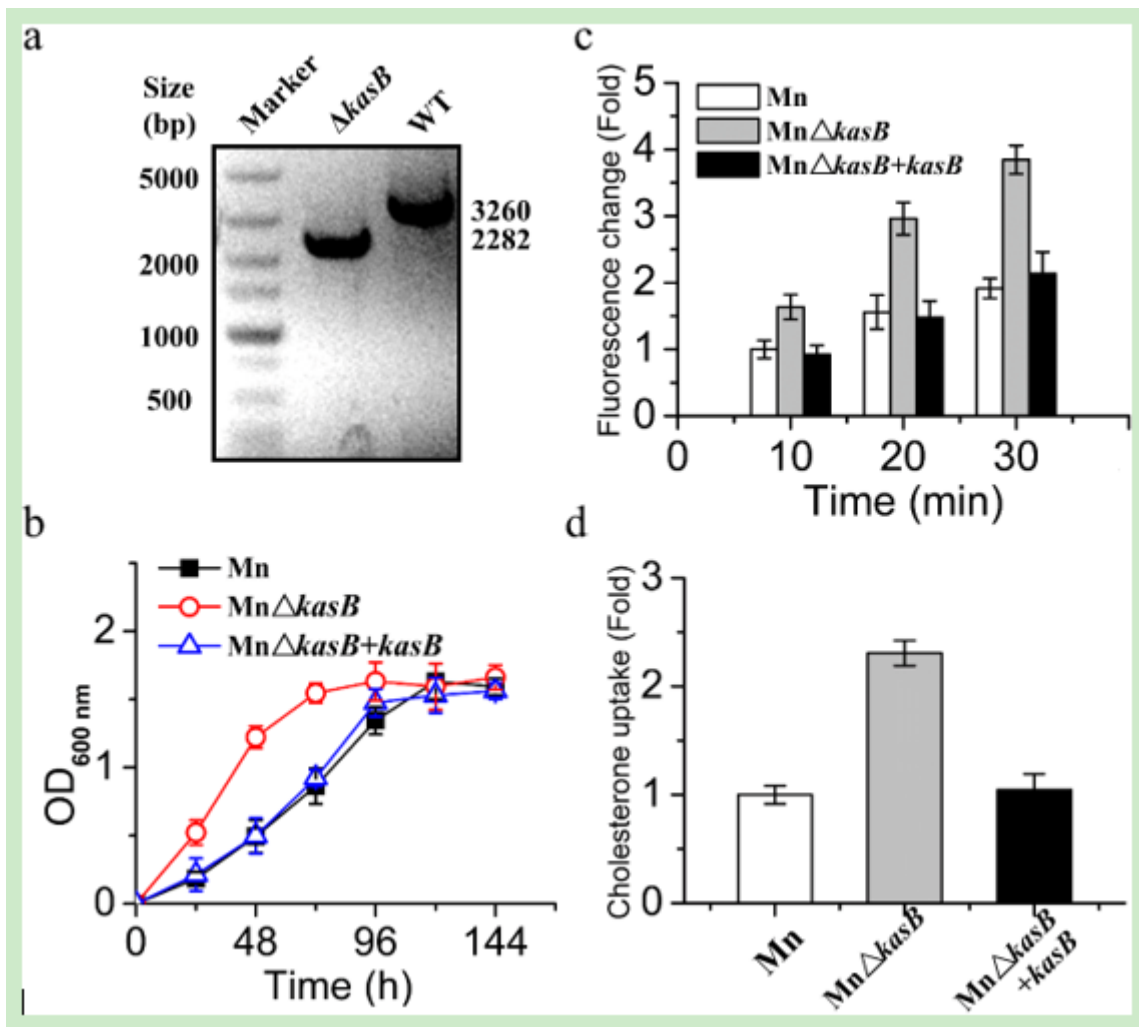 a
Size
(bp)
Marker
ΔkasB
WT
5000
2000
1000
500
3260
2282
b
Mn
Mn△kasB
Mn△kasB+kasB
2
1
0
OD600 nm
0 48 96 144
Time (h)
c
Mn
Mn△kasB
Mn△kasB+kasB
5
4
3
2
1
0
Fluorescence change (Fold)
0 10 20 30
Time (min)
d
3
2
1
0
Cholesterone uptake (Fold)
Mn
Mn△kasB
Mn△kasB
+kasB